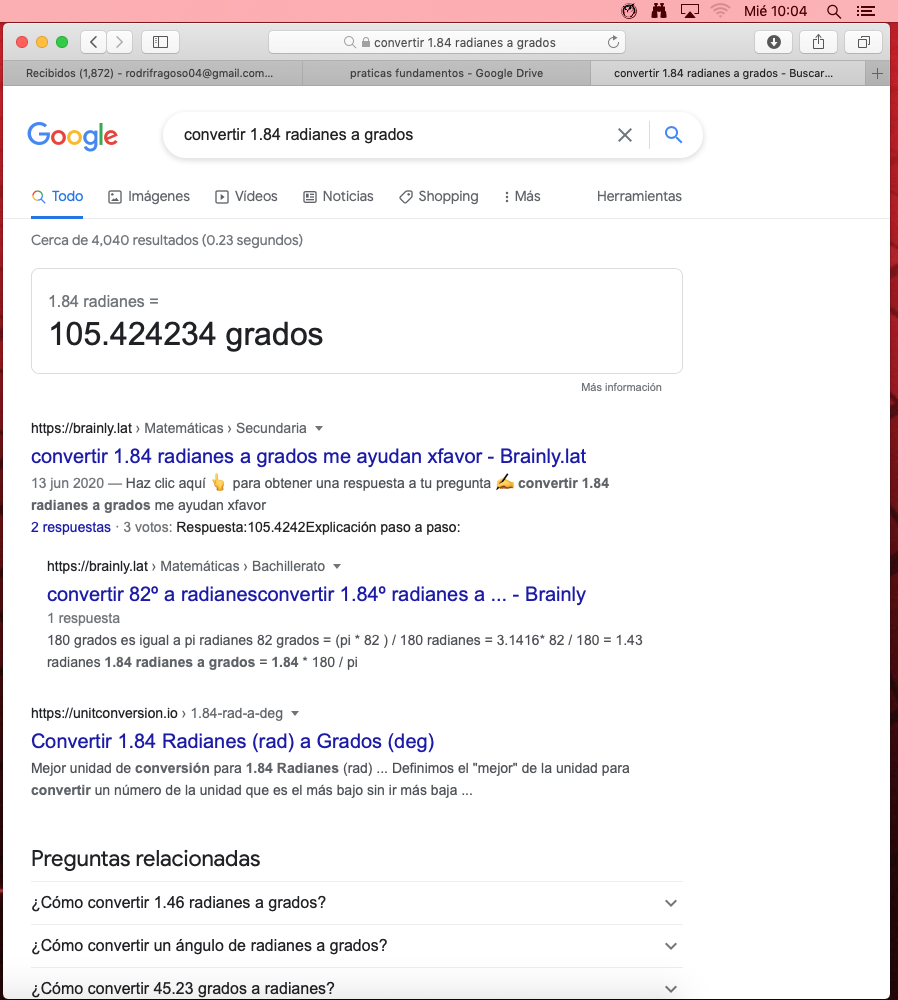 Mié 10:04
convertir 1.84 radianes a grados
Recibidos (1,872) - rodrifragoso04@gmail.com...
praticas fundamentos - Google Drive
convertir 1.84 radianes a grados - Buscar...
Google
convertir 1.84 radianes a grados
Todo
Imágenes
Vídeos
Noticias
Shopping
Más
Herramientas
Cerca de 4,040 resultados (0.23 segundos)
1.84 radianes =
105.424234 grados
Más información
https://brainly.lat › Matemáticas › Secundaria
convertir 1.84 radianes a grados me ayudan xfavor - Brainly.lat
13 jun 2020 — Haz clic aquí 👆 para obtener una respuesta a tu pregunta ✍️ convertir 1.84
radianes a grados me ayudan xfavor
2 respuestas · 3 votos: Respuesta:105.4242Explicación paso a paso:
https://brainly.lat › Matemáticas › Bachillerato
convertir 82º a radianesconvertir 1.84º radianes a ... - Brainly
1 respuesta
180 grados es igual a pi radianes 82 grados = (pi * 82 ) / 180 radianes = 3.1416* 82 / 180 = 1.43
radianes 1.84 radianes a grados = 1.84 * 180 / pi
https://unitconversion.io › 1.84-rad-a-deg
Convertir 1.84 Radianes (rad) a Grados (deg)
Mejor unidad de conversión para 1.84 Radianes (rad) ... Definimos el "mejor" de la unidad para
convertir un número de la unidad que es el más bajo sin ir más baja ...
Preguntas relacionadas
¿Cómo convertir 1.46 radianes a grados?
¿Cómo convertir un ángulo de radianes a grados?
¿Cómo convertir 45.23 grados a radianes?